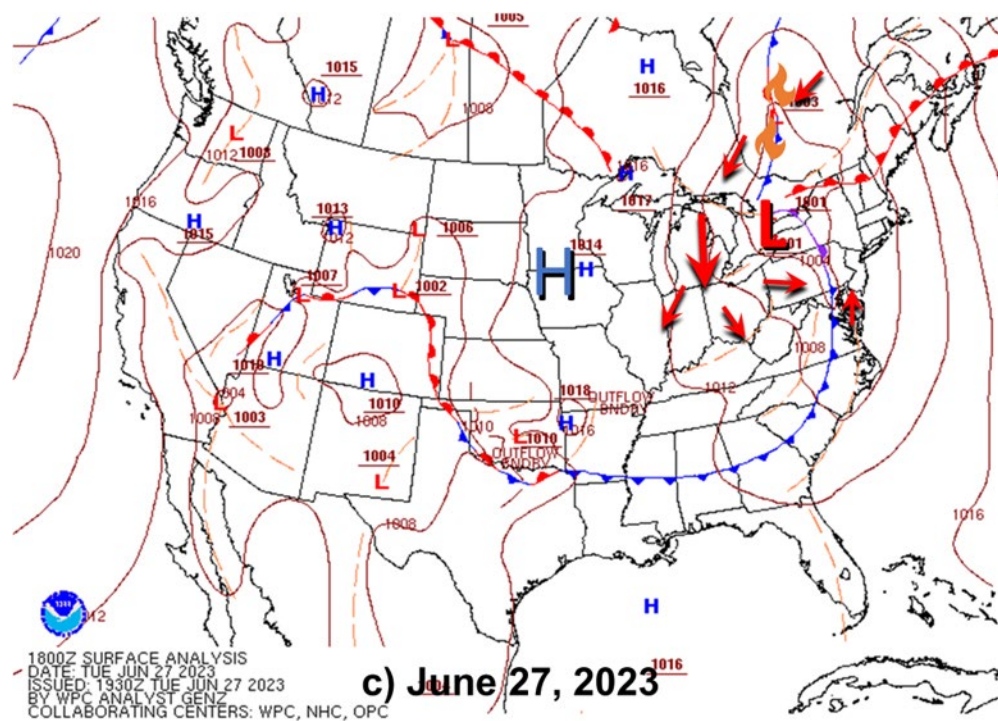 1005
1015
H
1012
L
H
1016
1008
1003
L
1012
1008
1016
H
1016
1017
1016
H
1015
1013
H
1012
L
1006
1020
1001
L
1001
1004
H
1014
H
1007
L
L
1002
1008
1010
H
H
1010
1008
1012
1018
OUTFLOW
BNDRY
H
1016
L
1003
1008
1010
L
1010
OUTFLOW
BNDRY
1004
L
1008
1016
H
1016
1800Z SURFACE ANALYSIS
DATE: TUE JUN 27 2023
ISSUED: 1930Z TUE JUN 27 2023
BY WPC ANALYST GENZ
COLLABORATING CENTERS: WPC, NHC, OPC
c) June 27, 2023